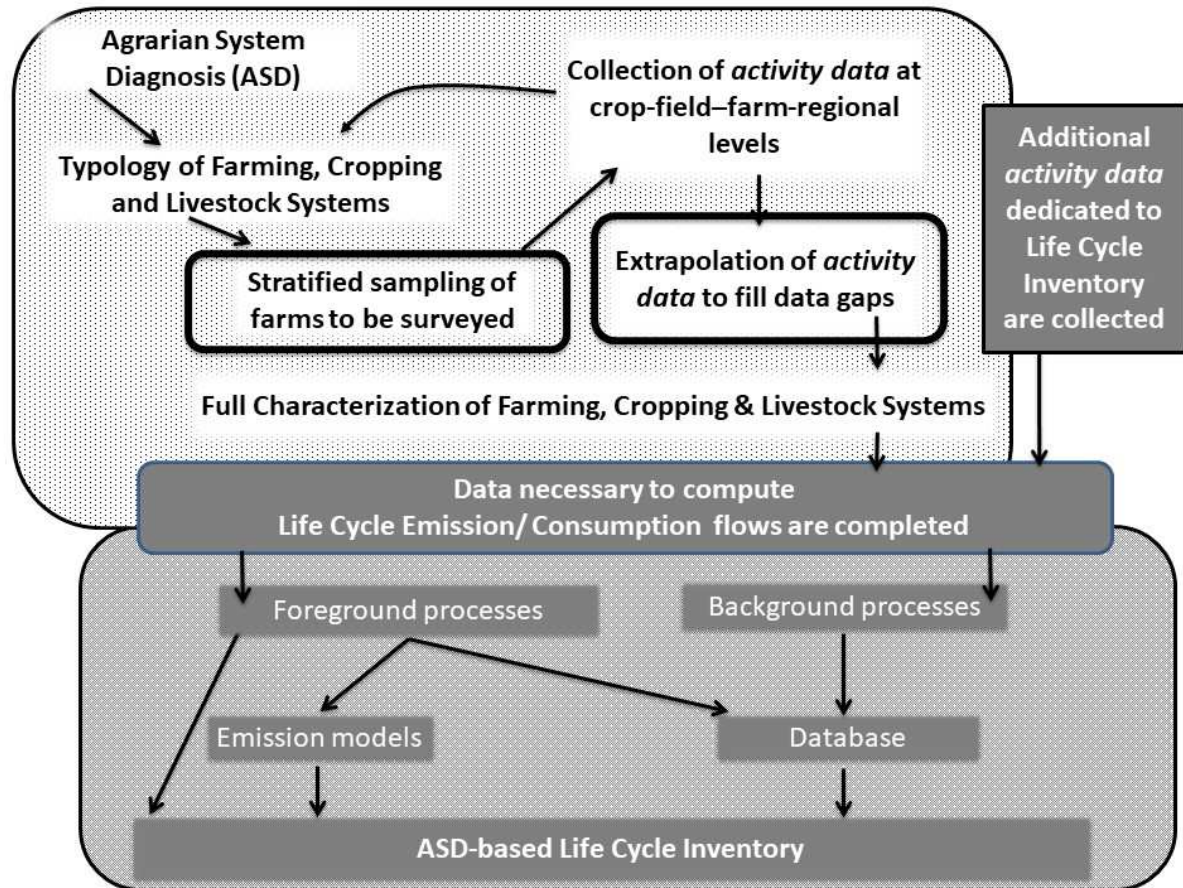 Agrarian System
Diagnosis (ASD)
Collection of activity data at
crop-field–farm-regional
levels
Typology of Farming, Cropping
and Livestock Systems
Stratified sampling of
farms to be surveyed
Extrapolation of activity
data to fill data gaps
Additional
activity data
dedicated to
Life Cycle
Inventory
are collected
Full Characterization of Farming, Cropping & Livestock Systems
Data necessary to compute
Life Cycle Emission/ Consumption flows are completed
Foreground processes
Background processes
Emission models
Database
ASD-based Life Cycle Inventory